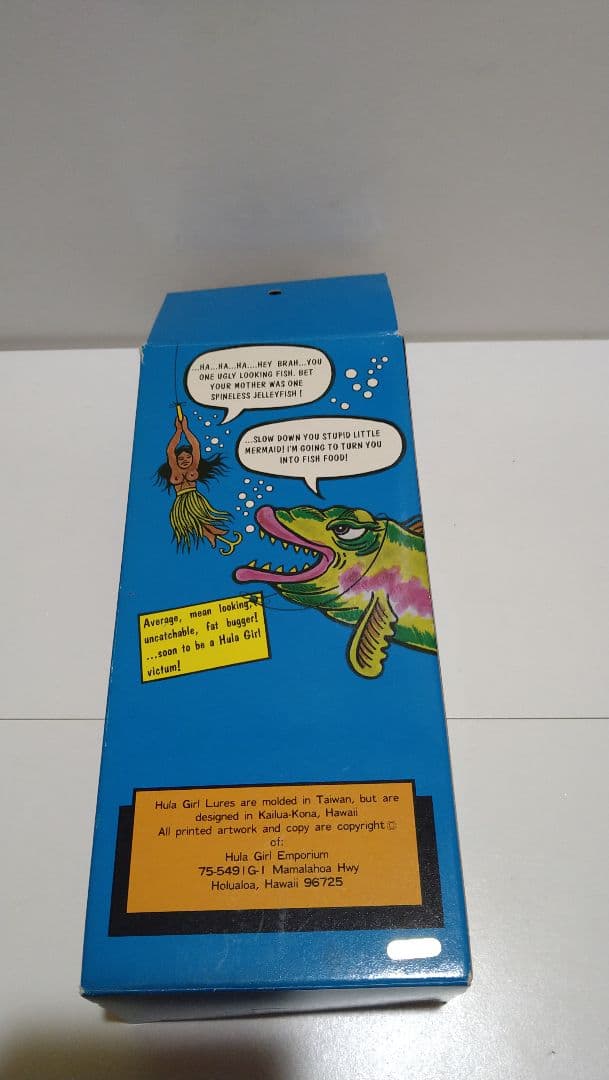 ...HA...HA...HA....HEY BRAH...YOU
ONE UGLY LOOKING FISH. BET
YOUR MOTHER WAS ONE
SPINELESS JELLEYFISH !
...SLOW DOWN YOU STUPID LITTLE
MERMAID! I'M GOING TO TURN YOU
INTO FISH FOOD!
Average, mean looking,
uncatchable, fat bugger!
...soon to be a Hula Girl
victum!
Hula Girl Lures are molded in Taiwan, but are
designed in Kailua-Kona, Hawaii
All printed artwork and copy are copyright ©
of:
Hula Girl Emporium
75-5491 G-1 Mamalahoa Hwy
Holualoa, Hawaii 96725